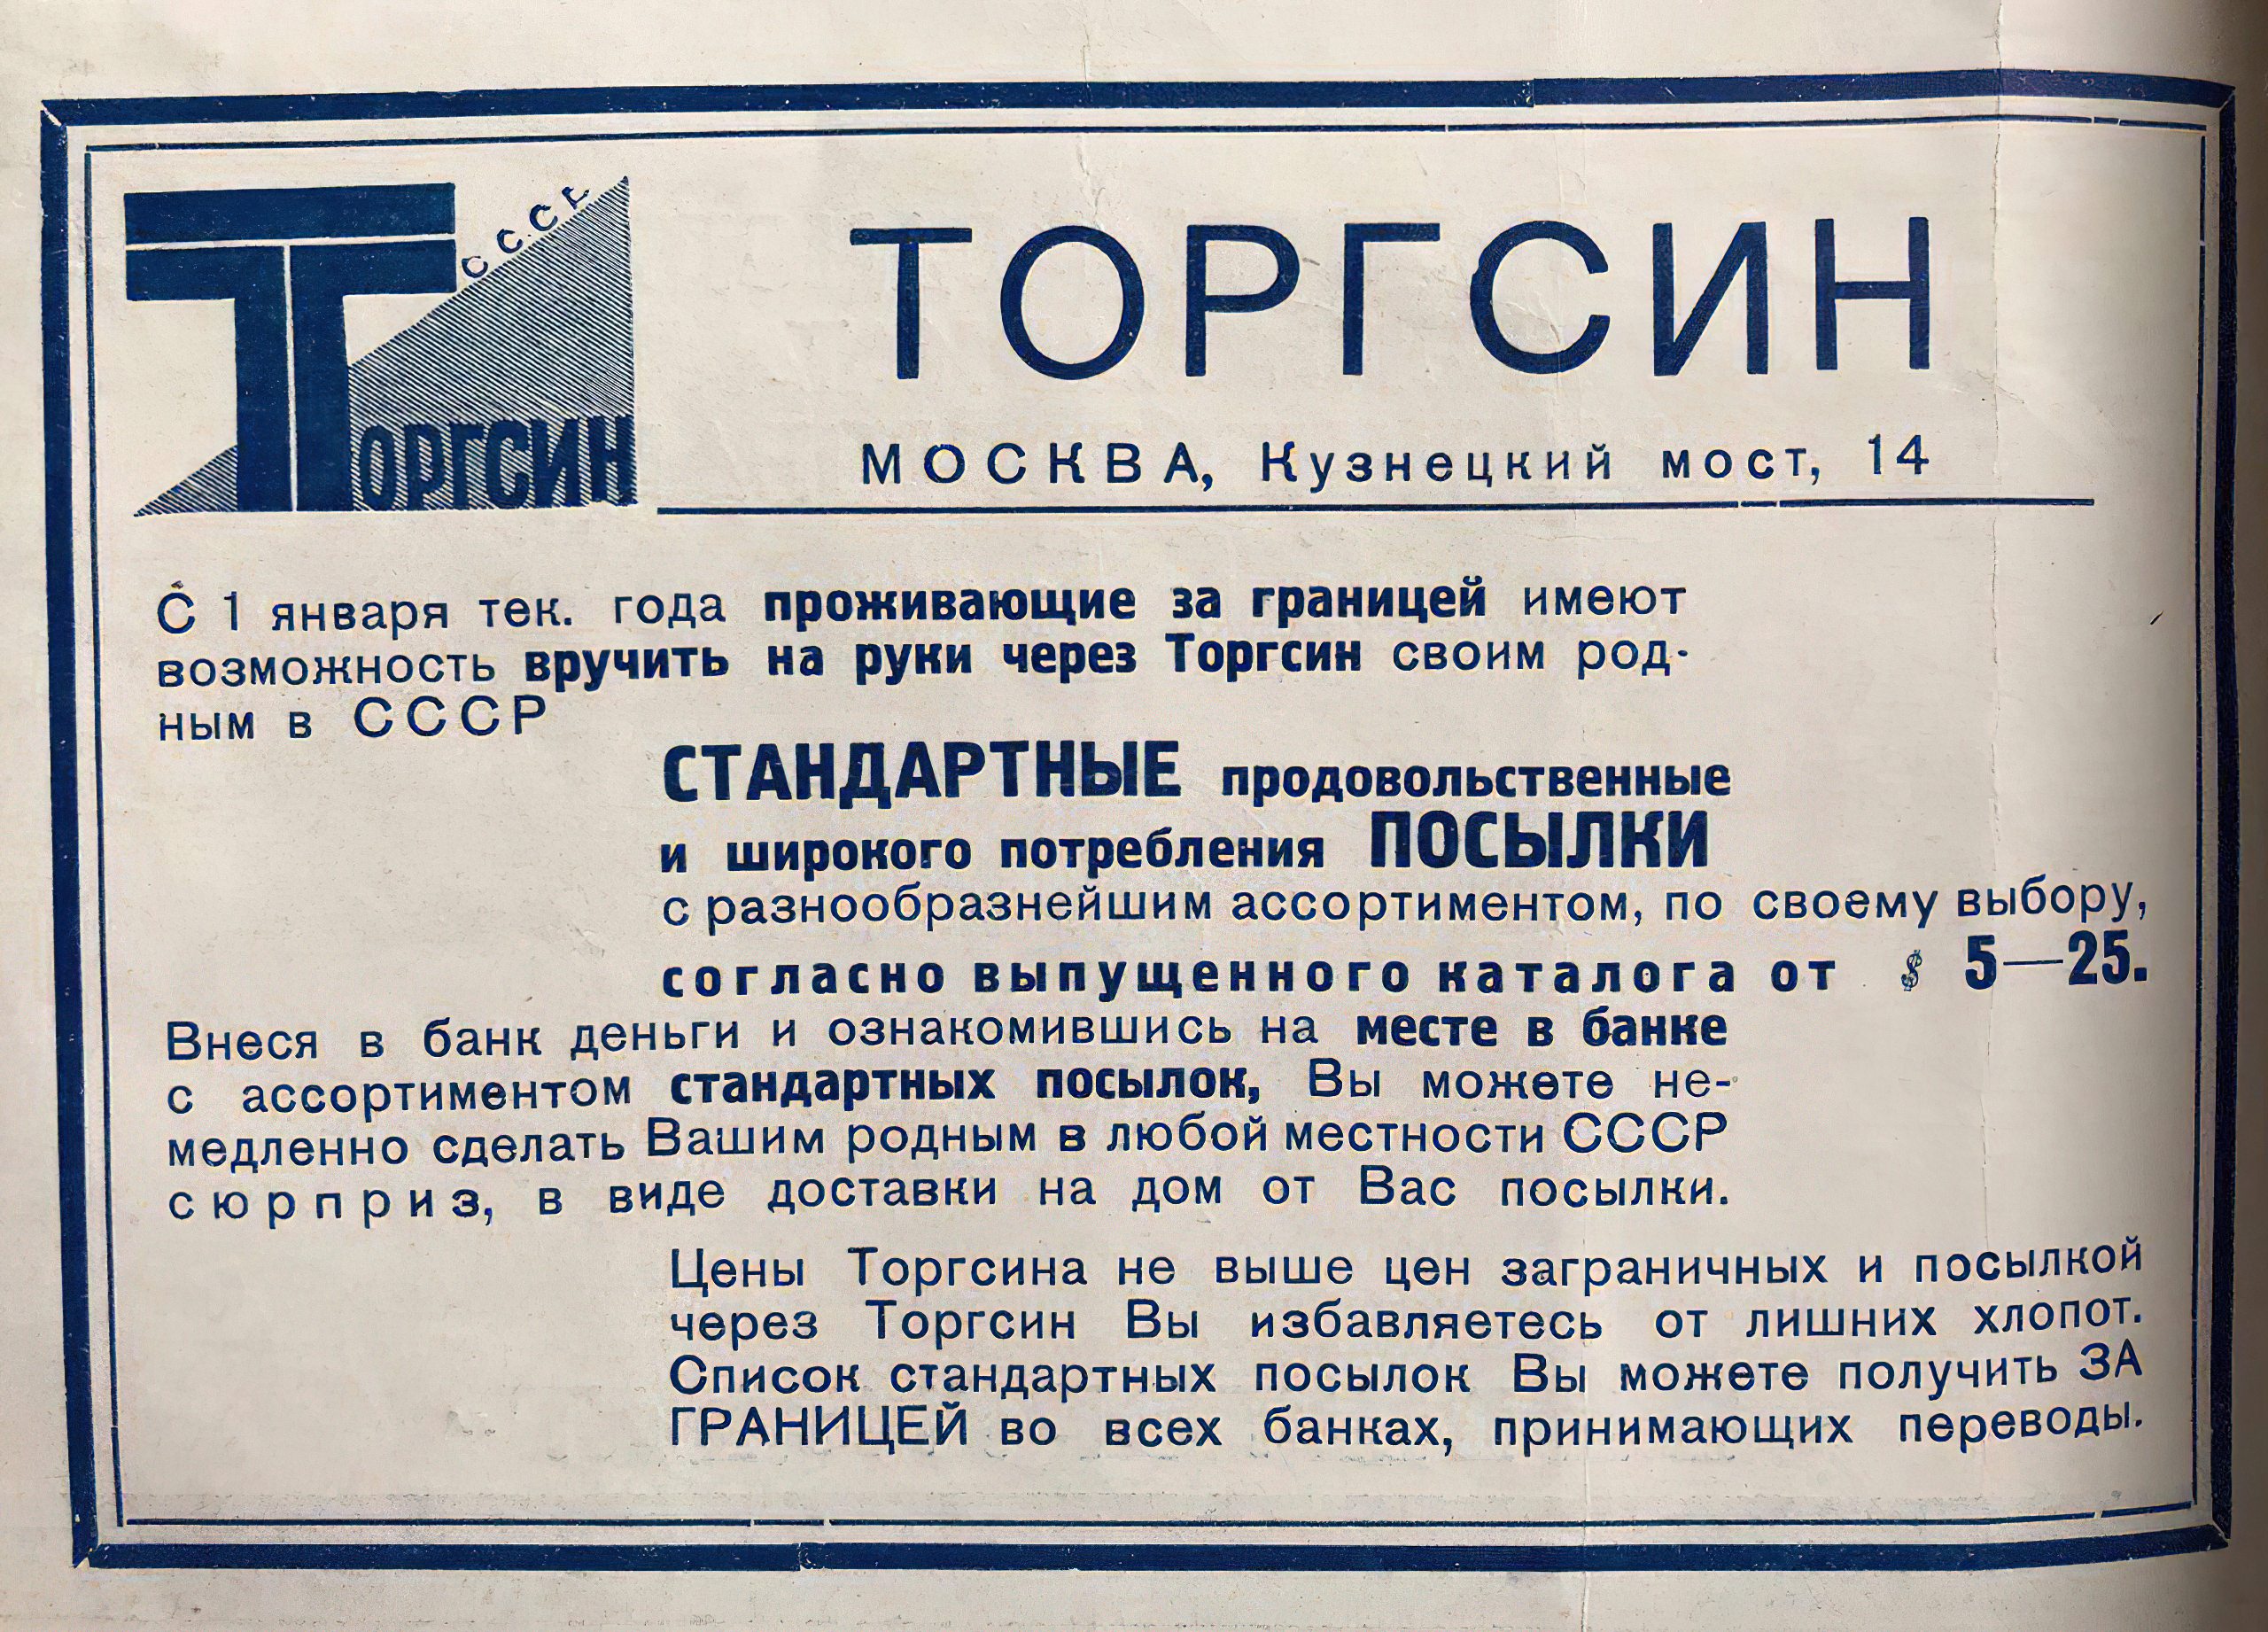 СССР
ТОРГСИН
ТОРГСИН
МОСКВА, Кузнецкий мост, 14
С 1 января тек. года проживающие за границей имеют
возможность вручить на руки через Торгсин своим род-
ным в СССР
СТАНДАРТНЫЕ продовольственные
и широкого потребления ПОСЫЛКИ
с разнообразнейшим ассортиментом, по своему выбору,
согласно выпущенного каталога от $ 5—25.
Внеся в банк деньги и ознакомившись на месте в банке
с ассортиментом стандартных посылок, Вы можете не-
медленно сделать Вашим родным в любой местности СССР
сюрприз, в виде доставки на дом от Вас посылки.
Цены Торгсина не выше цен заграничных и посылкой
через Торгсин Вы избавляетесь от лишних хлопот.
Список стандартных посылок Вы можете получить ЗА
ГРАНИЦЕЙ во всех банках, принимающих переводы.